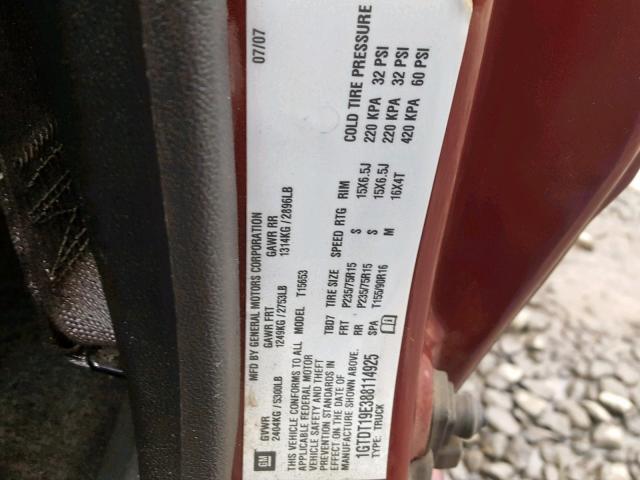 MFD BY GENERAL MOTORS CORPORATION
07/07
GM
GVWR GAWR FRT GAWR RR
2404KG / 5300LB 1249KG / 2753LB 1314KG / 2896LB
THIS VEHICLE CONFORMS TO ALL
APPLICABLE FEDERAL MOTOR
VEHICLE SAFETY AND THEFT
PREVENTION STANDARDS IN
EFFECT ON THE DATE OF
MANUFACTURE SHOWN ABOVE.
1GTDT19E388114925
TYPE: TRUCK
MODEL T15653
TBD7 TIRE SIZE SPEED RTG RIM COLD TIRE PRESSURE
FRT P235/75R15 S 15X6.5J 220 KPA 32 PSI
RR P235/75R15 S 15X6.5J 220 KPA 32 PSI
SPA T155/90R16 M 16X4T 420 KPA 60 PSI